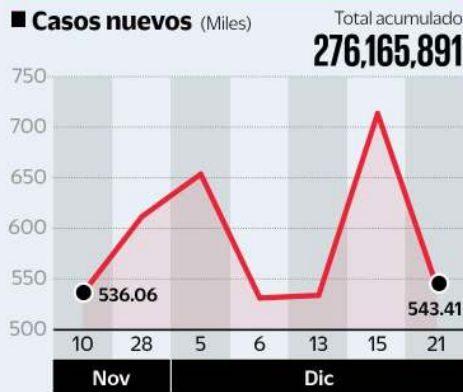 Casos nuevos (Miles)
Total acumulado
276,165,891
750
700
650
600
550
500
536.06
543.41
10 28 5 6 13 15 21
Nov Dic